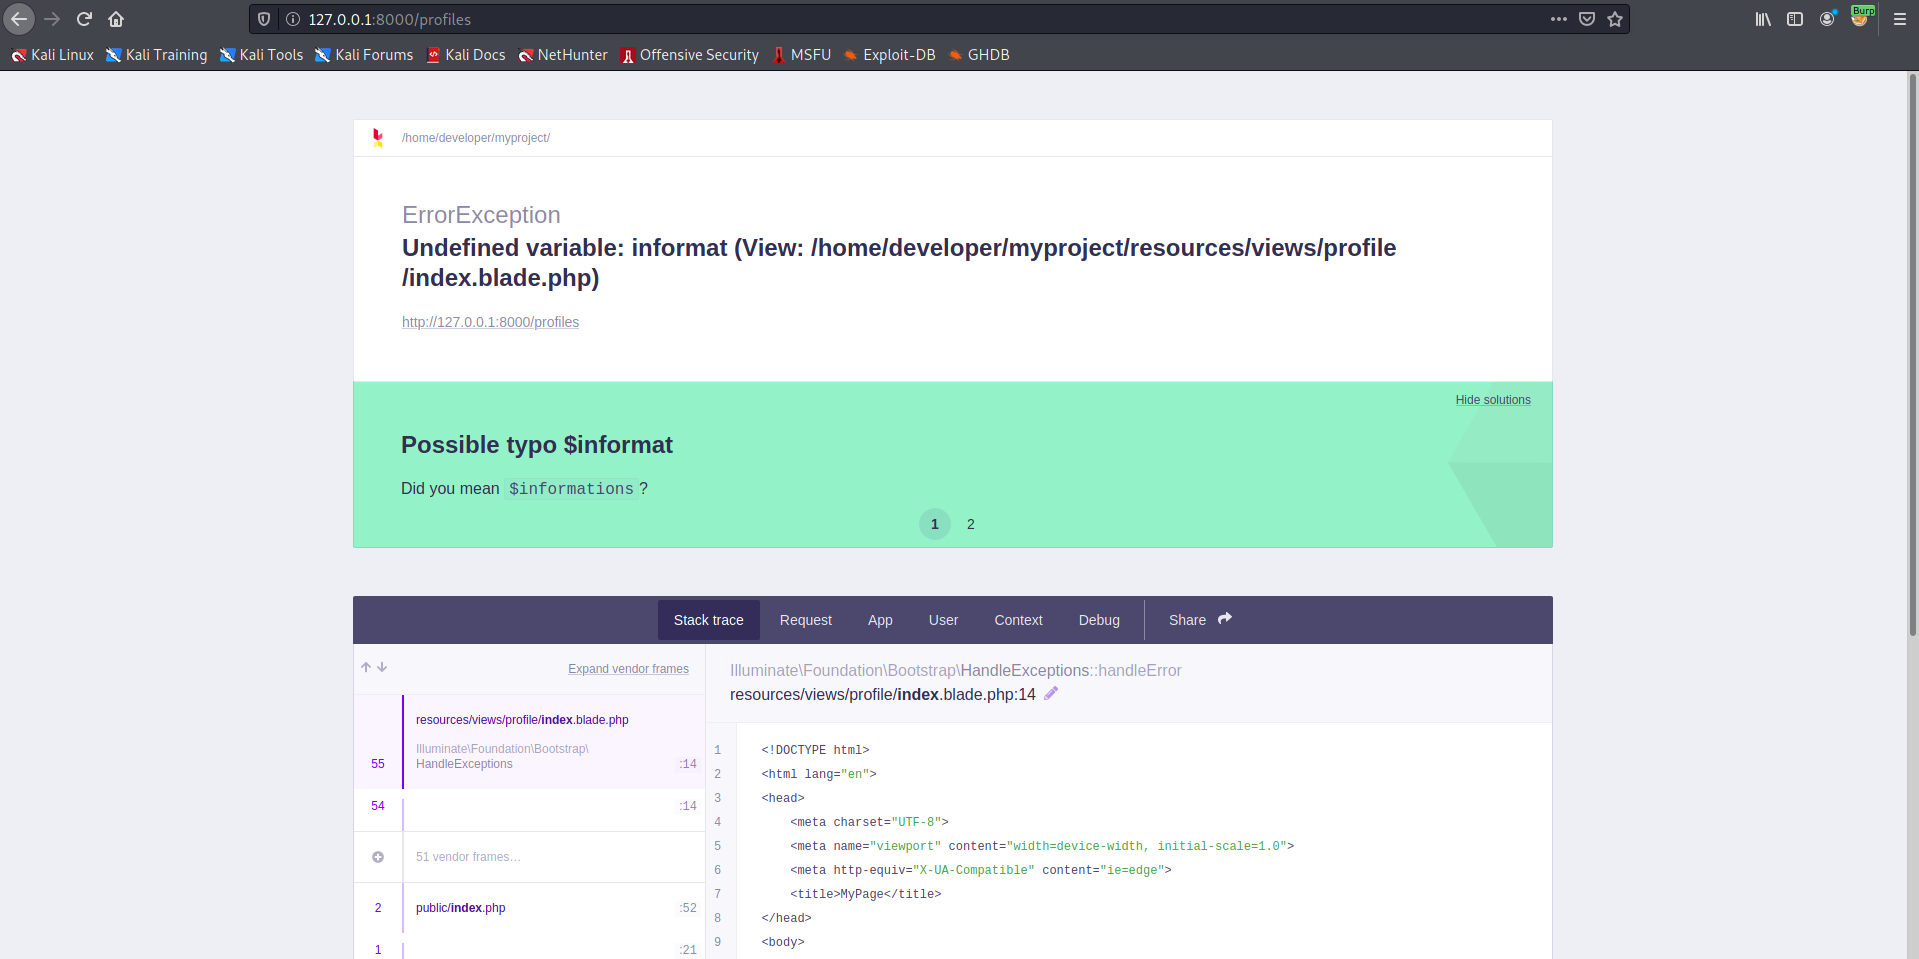 127.0.0.1:8000/profiles
Burp
Kali Linux Kali Training Kali Tools Kali Forums Kali Docs NetHunter Offensive Security MSFU Exploit-DB GHDB
/home/developer/myproject/
ErrorException
Undefined variable: informat (View: /home/developer/myproject/resources/views/profile
/index.blade.php)
http://127.0.0.1:8000/profiles
Hide solutions
Possible typo $informat
Did you mean $informations?
1 2
Stack trace Request App User Context Debug Share
Expand vendor frames
resources/views/profile/index.blade.php
Illuminate\Foundation\Bootstrap\
55 HandleExceptions :14
54 :14
51 vendor frames…
2 public/index.php :52
1 :21
Illuminate\Foundation\Bootstrap\HandleExceptions::handleError
resources/views/profile/index.blade.php:14
1 <!DOCTYPE html>
2 <html lang="en">
3 <head>
4 <meta charset="UTF-8">
5 <meta name="viewport" content="width=device-width, initial-scale=1.0">
6 <meta http-equiv="X-UA-Compatible" content="ie=edge">
7 <title>MyPage</title>
8 </head>
9 <body>